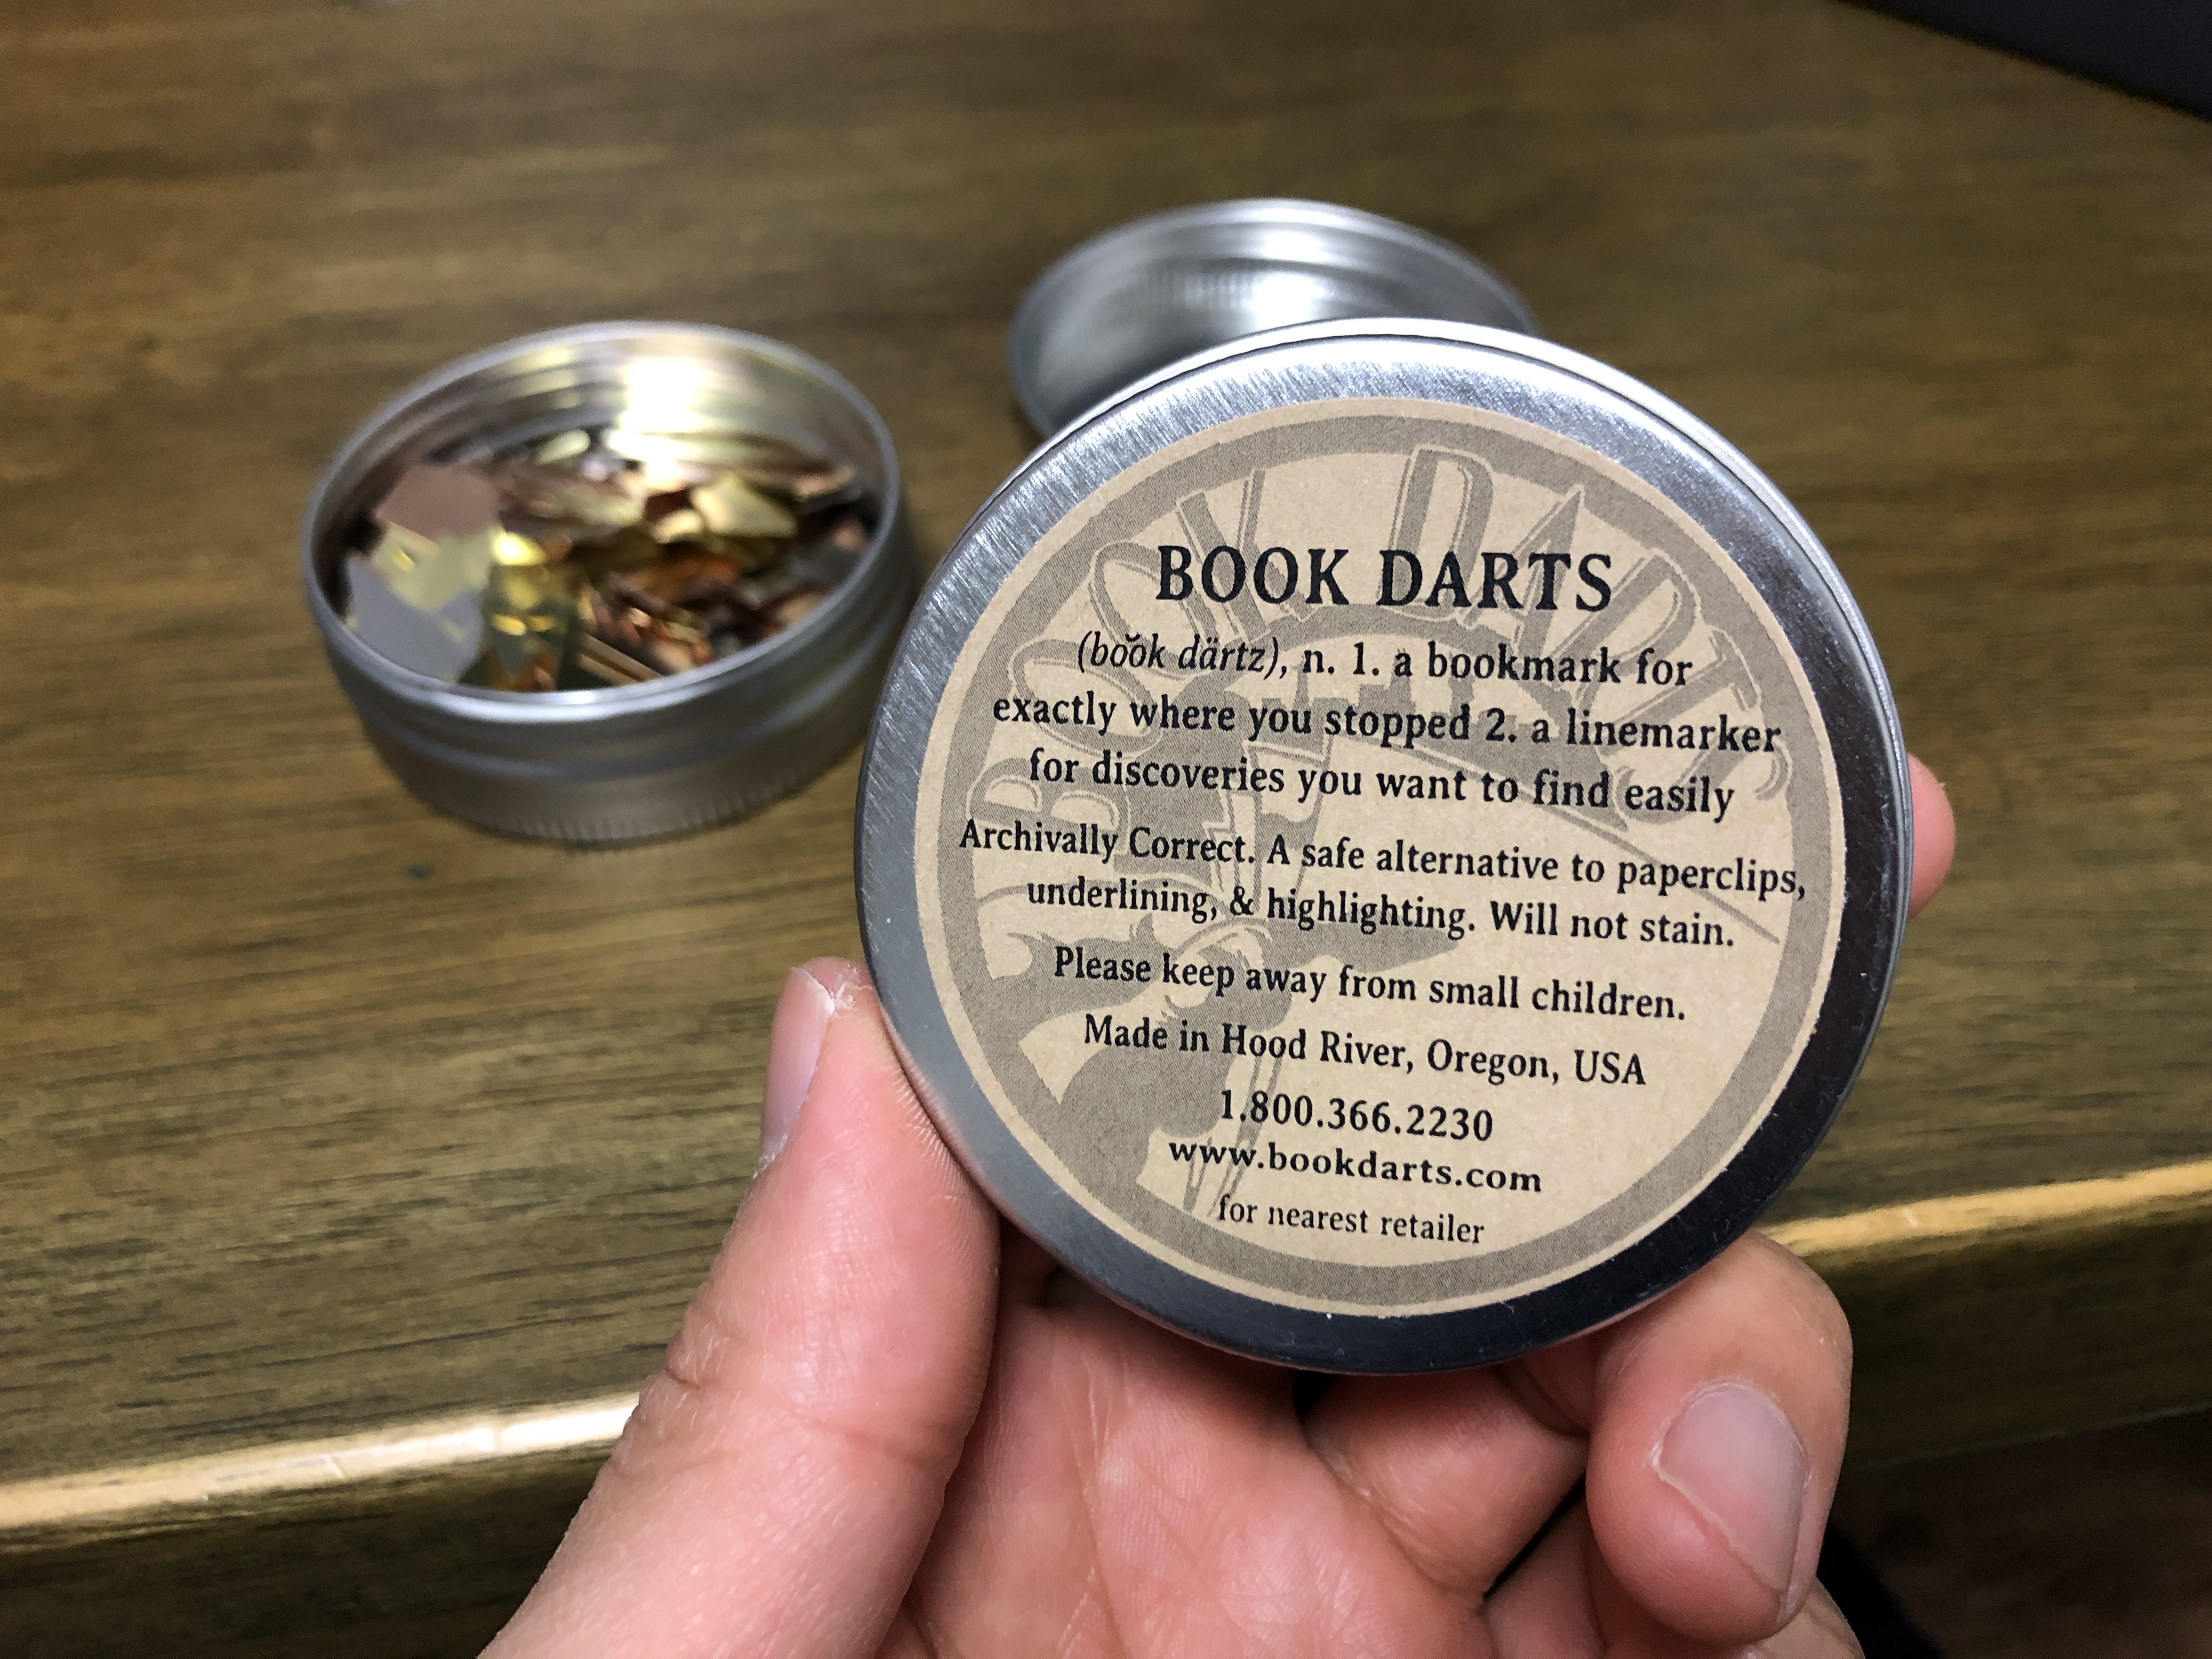 BOOK DARTS
BOOK DARTS
(bo͝ok därtz), n. 1. a bookmark for
exactly where you stopped 2. a linemarker
for discoveries you want to find easily
Archivally Correct. A safe alternative to paperclips,
underlining, & highlighting. Will not stain.
Please keep away from small children.
Made in Hood River, Oregon, USA
1.800.366.2230
www.bookdarts.com
for nearest retailer